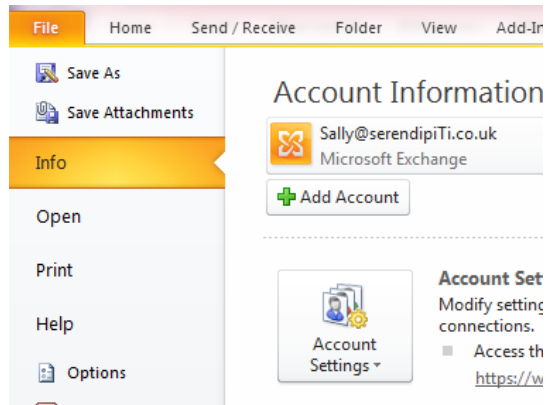 File Home Send / Receive Folder View Add-In
Save As
Save Attachments
Info
Open
Print
Help
Options
Account Information
Sally@serendipiTi.co.uk
Microsoft Exchange
Add Account
Account
Settings
Account Set
Modify setting
connections.
Access th
https://w